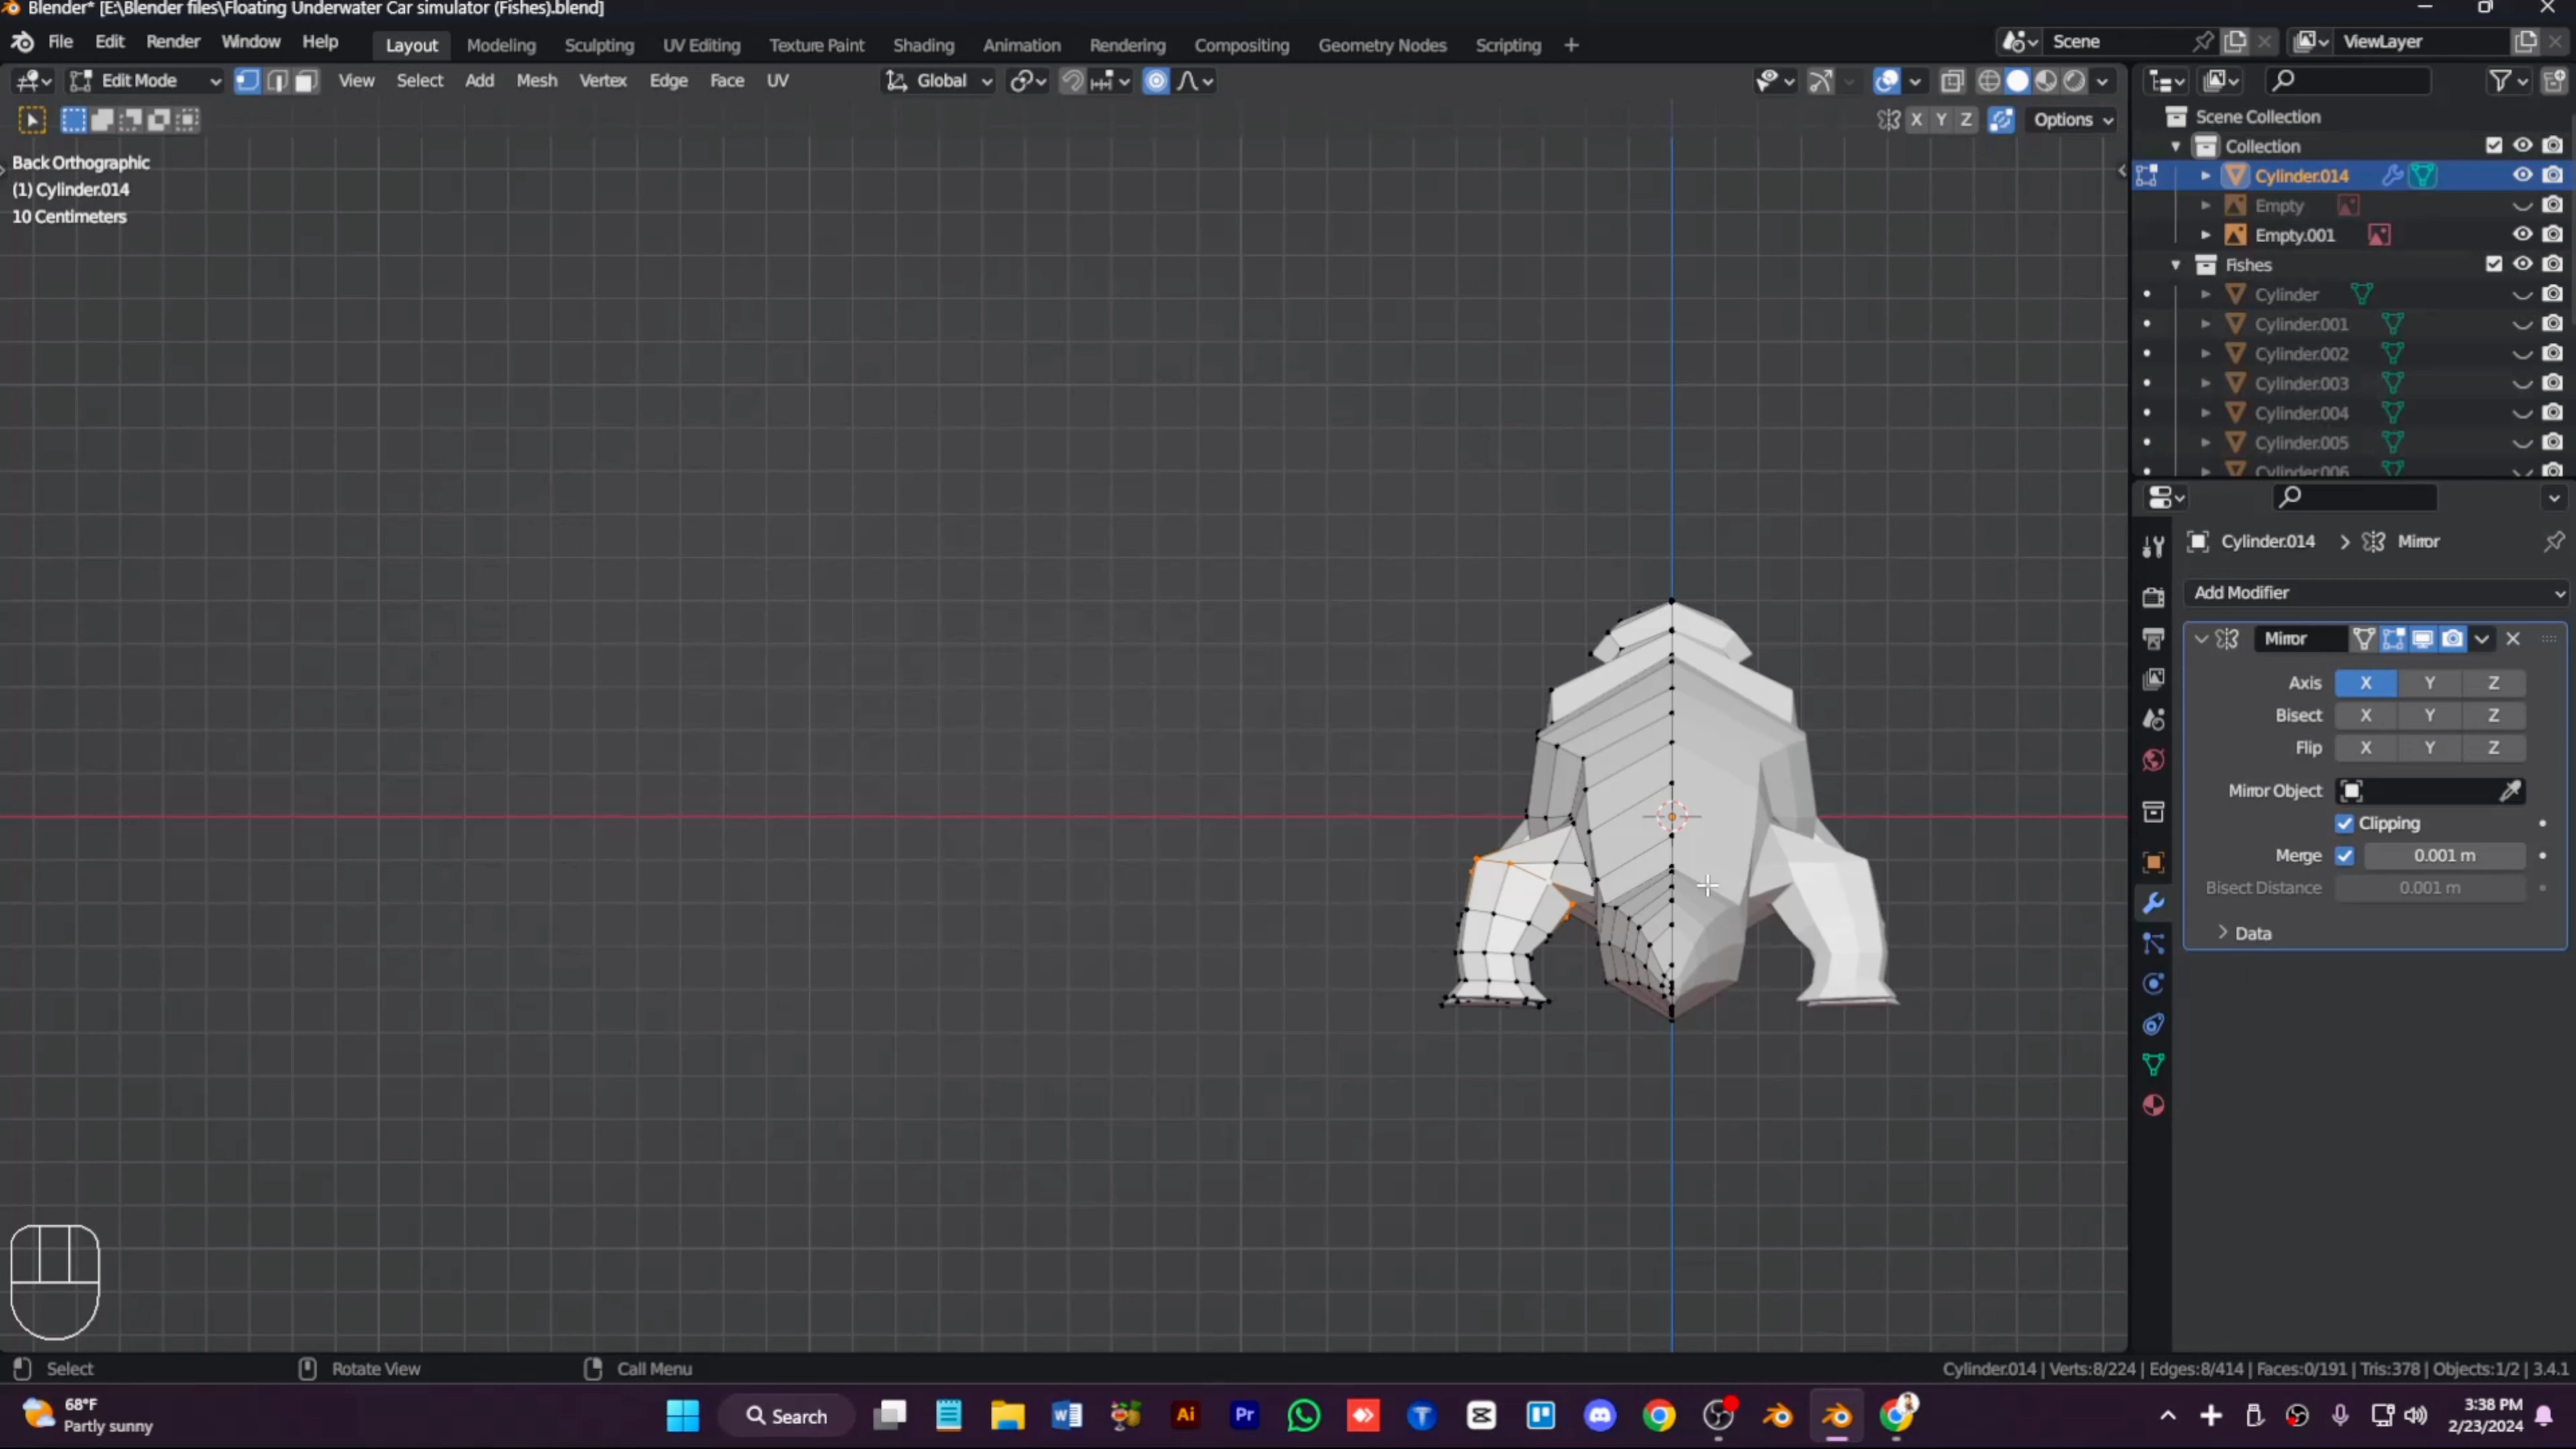 Blender* [E:\Blender files\Floating Underwater Car simulator (Fishes).blend]
File Edit Render Window Help Layout Modeling Sculpting UV Editing Texture Paint Shading Animation Rendering Compositing Geometry Nodes Scripting + Scene ViewLayer
Edit Mode View Select Add Mesh Vertex Edge Face UV Global
X Y Z Options
Back Orthographic
(1) Cylinder.014
10 Centimeters
Scene Collection
Collection
Cylinder.014
Empty
Empty.001
Fishes
Cylinder
Cylinder.001
Cylinder.002
Cylinder.003
Cylinder.004
Cylinder.005
Cylinder.006
Cylinder.014 > Mirror
Add Modifier
Mirror
Axis X Y Z
Bisect X Y Z
Flip X Y Z
Mirror Object
Clipping
Merge 0.001 m
Bisect Distance 0.001 m
Data
Select Rotate View Call Menu Cylinder.014 | Verts:8/224 | Edges:8/414 | Faces:0/191 | Tris:378 | Objects:1/2 | 3.4.1
68°F
Partly sunny
Search
Ai
Pr
3:38 PM
2/23/2024